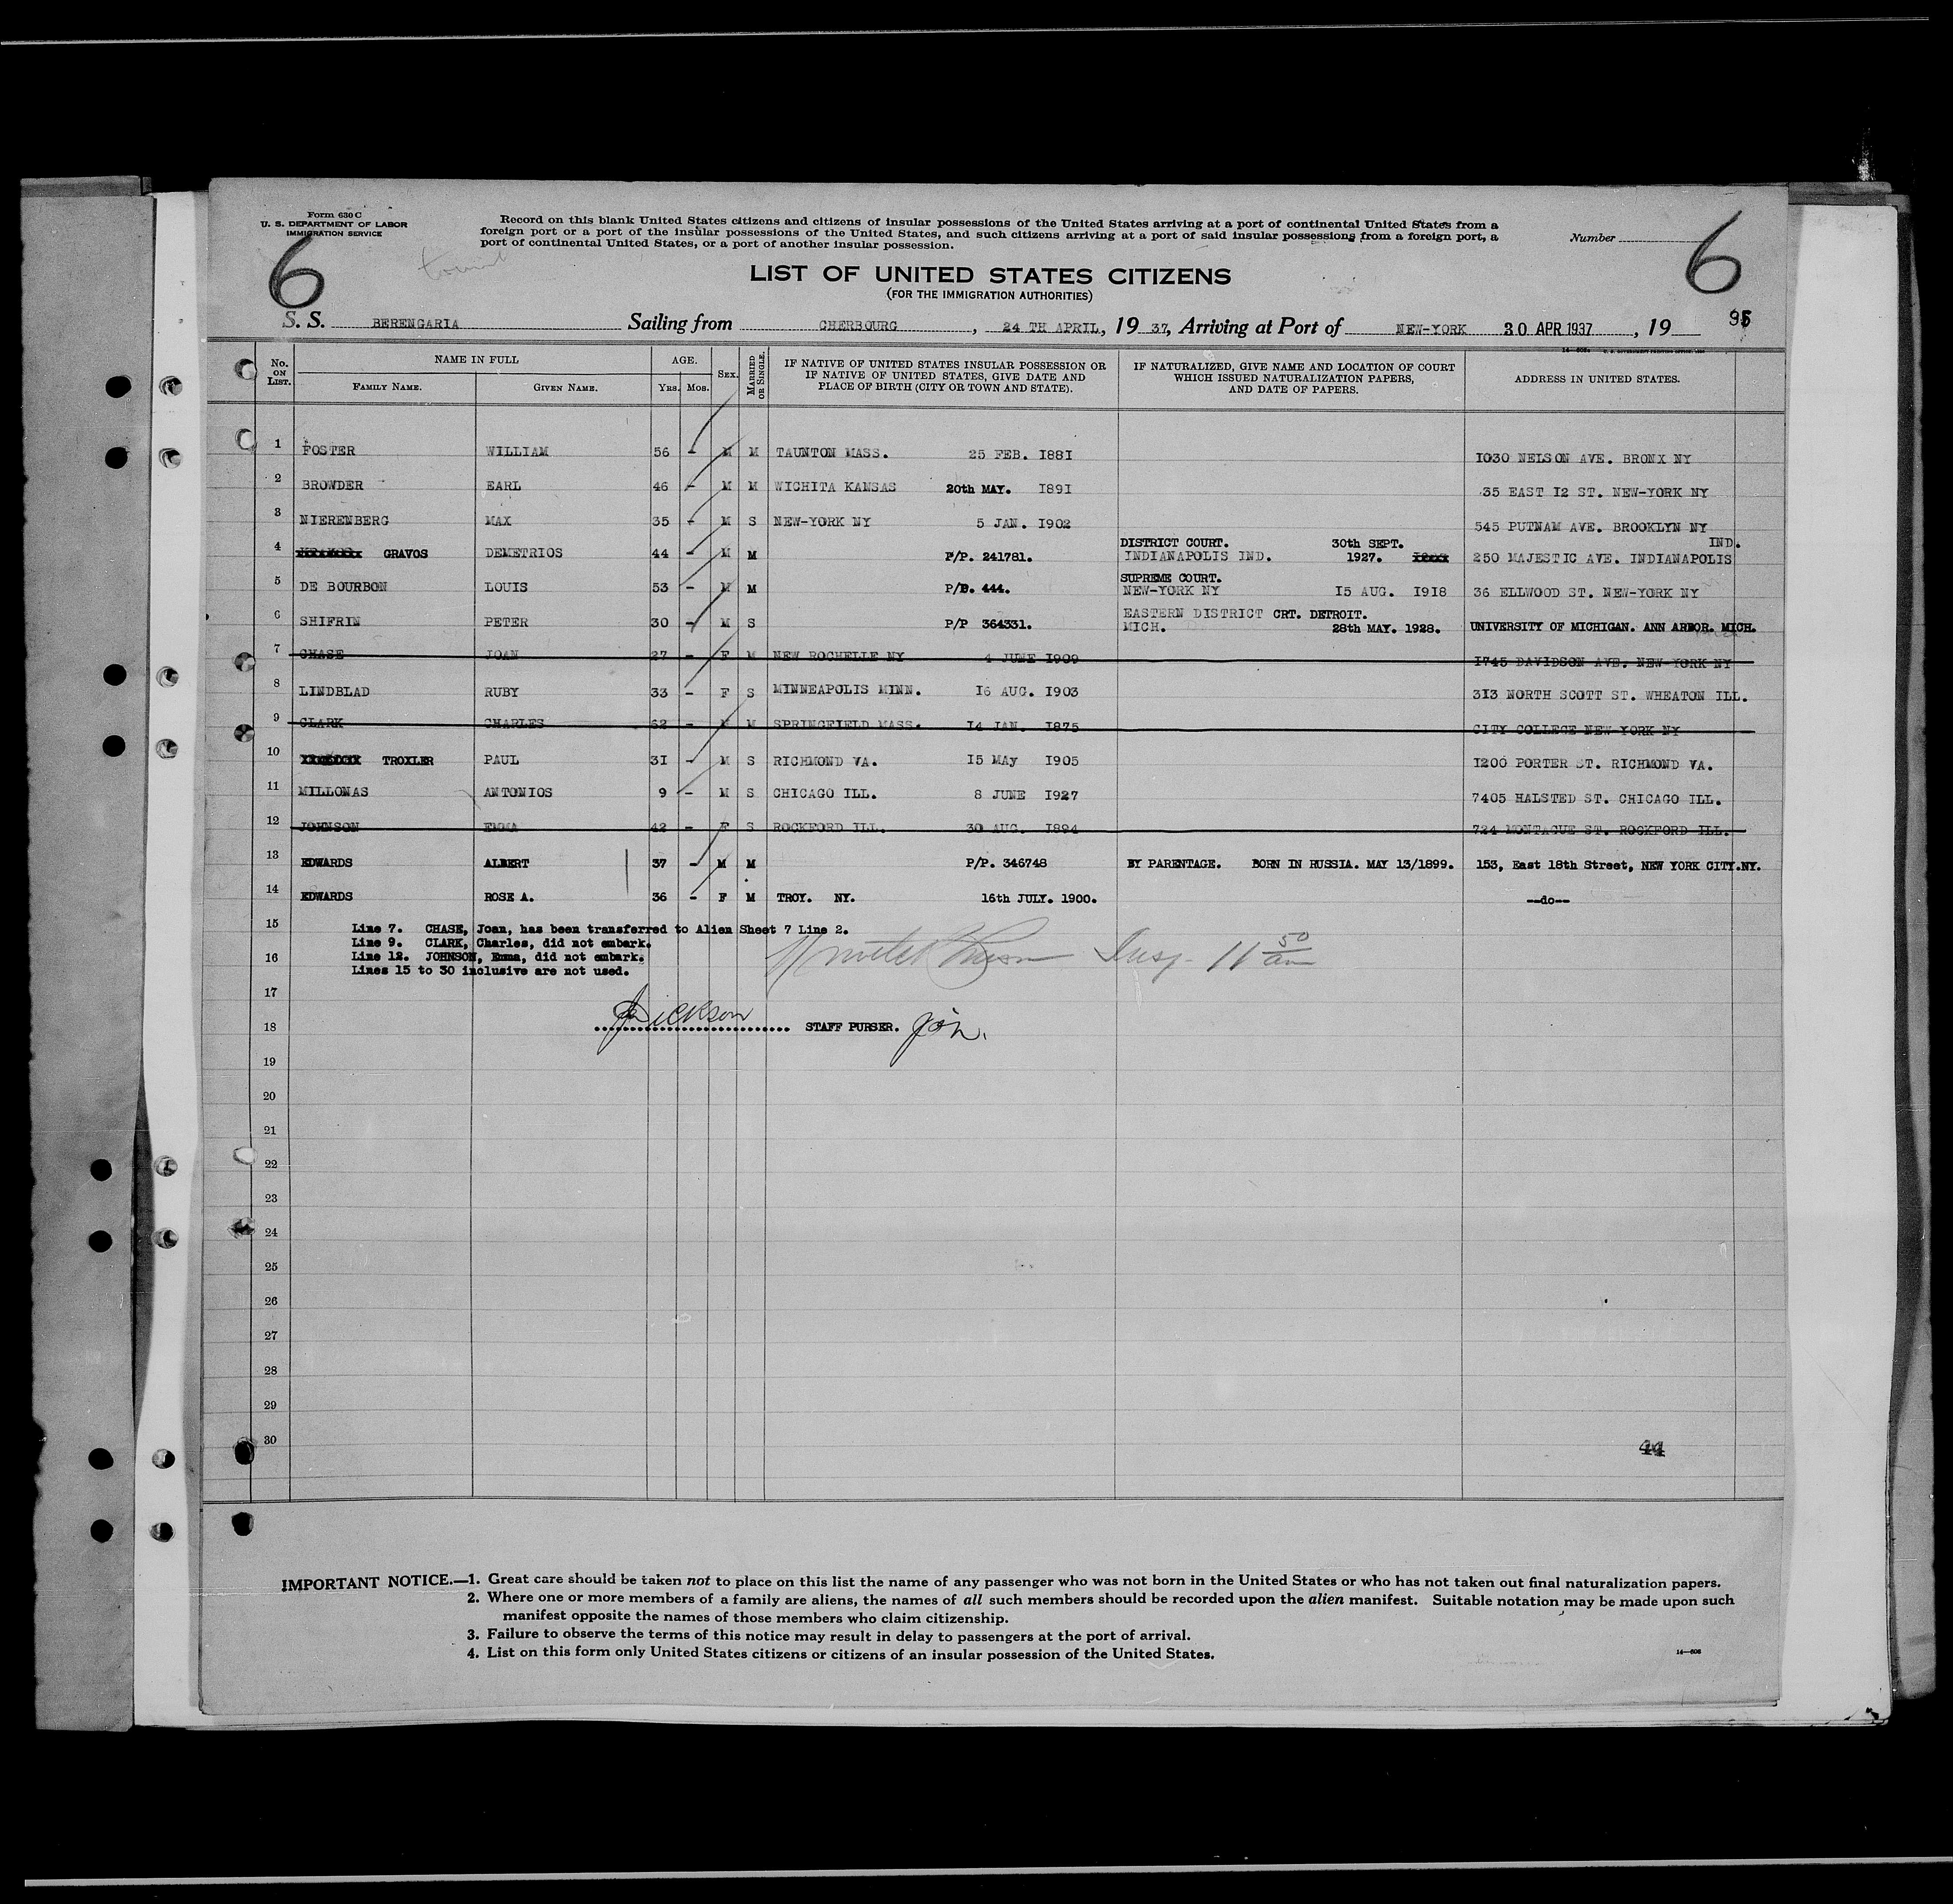 Form 630 C
U. S. DEPARTMENT OF LABOR
IMMIGRATION SERVICE
Record on this blank United States citizens and citizens of insular possessions of the United States arriving at a port of continental United States from a
foreign port or a port of the insular possessions of the United States, and such citizens arriving at a port of said insular possessions from a foreign port, a
port of continental United States, or a port of another insular possession.
Number
6
6
LIST OF UNITED STATES CITIZENS
(FOR THE IMMIGRATION AUTHORITIES)
S. S. BERENGARIA Sailing from CHERBOURG, 24 TH APRIL, 19 37, Arriving at Port of NEW-YORK 30 APR 1937, 19
No. ON LIST. NAME IN FULL FAMILY NAME. GIVEN NAME. AGE. Yrs. Mos. SEX. MARRIED OR SINGLE. IF NATIVE OF UNITED STATES INSULAR POSSESSION OR IF NATIVE OF UNITED STATES, GIVE DATE AND PLACE OF BIRTH (CITY OR TOWN AND STATE). IF NATURALIZED, GIVE NAME AND LOCATION OF COURT WHICH ISSUED NATURALIZATION PAPERS, AND DATE OF PAPERS. ADDRESS IN UNITED STATES.
1 FOSTER WILLIAM 56 - M M TAUNTON MASS. 25 FEB. 1881 1030 NELSON AVE. BRONX NY
2 BROWDER EARL 46 - M M WICHITA KANSAS 20th MAY. 1891 35 EAST 12 ST. NEW-YORK NY
3 NIERENBERG MAX 35 - M S NEW-YORK NY 5 JAN. 1902 545 PUTNAM AVE. BROOKLYN NY
4 GRAVOS DEMETRIOS 44 - M M P/P. 241781. DISTRICT COURT. INDIANAPOLIS IND. 30th SEPT. 1927. 250 MAJESTIC AVE. INDIANAPOLIS IND.
5 DE BOURBON LOUIS 53 - M M P/P. 444. SUPREME COURT. NEW-YORK NY 15 AUG. 1918 36 ELLWOOD ST. NEW-YORK NY
6 SHIFRIN PETER 30 - M S P/P 364331. EASTERN DISTRICT CRT. DETROIT. MICH. 28th MAY. 1928. UNIVERSITY OF MICHIGAN. ANN ARBOR. MICH.
7 CHASE JOAN 27 - F M NEW ROCHELLE NY 4 JUNE 1909 1745 DAVIDSON AVE. NEW-YORK NY
8 LINDBLAD RUBY 33 - F S MINNEAPOLIS MINN. 16 AUG. 1903 313 NORTH SCOTT ST. WHEATON ILL.
9 CLARK CHARLES 62 - M M SPRINGFIELD MASS. 14 JAN. 1875 CITY COLLEGE NEW-YORK NY
10 TROXLER PAUL 31 - M S RICHMOND VA. 15 MAY 1905 1200 PORTER ST. RICHMOND VA.
11 MILLONAS ANTONIOS 9 - M S CHICAGO ILL. 8 JUNE 1927 7405 HALSTED ST. CHICAGO ILL.
12 JOHNSON EMMA 42 - F S ROCKFORD ILL. 30 AUG. 1894 724 MONTAGUE ST. ROCKFORD ILL.
13 EDWARDS ALBERT 37 - M M P/P. 346748 BY PARENTAGE. BORN IN RUSSIA. MAY 13/1899. 153, East 18th Street, NEW YORK CITY.NY.
14 EDWARDS ROSE A. 36 - F M TROY. NY. 16th JULY. 1900. --do--
15 Line 7. CHASE, Joan, has been transferred to Alien Sheet 7 Line 2.
Line 9. CLARK, Charles, did not embark.
16 Line 12. JOHNSON, Emma, did not embark.
Lines 15 to 30 inclusive are not used.
Insp. 11 50 am
17
18 Dickson STAFF PURSER.
19
20
21
22
23
24
25
26
27
28
29
30
44
IMPORTANT NOTICE.—1. Great care should be taken not to place on this list the name of any passenger who was not born in the United States or who has not taken out final naturalization papers.
2. Where one or more members of a family are aliens, the names of all such members should be recorded upon the alien manifest. Suitable notation may be made upon such
manifest opposite the names of those members who claim citizenship.
3. Failure to observe the terms of this notice may result in delay to passengers at the port of arrival.
4. List on this form only United States citizens or citizens of an insular possession of the United States.
14—608